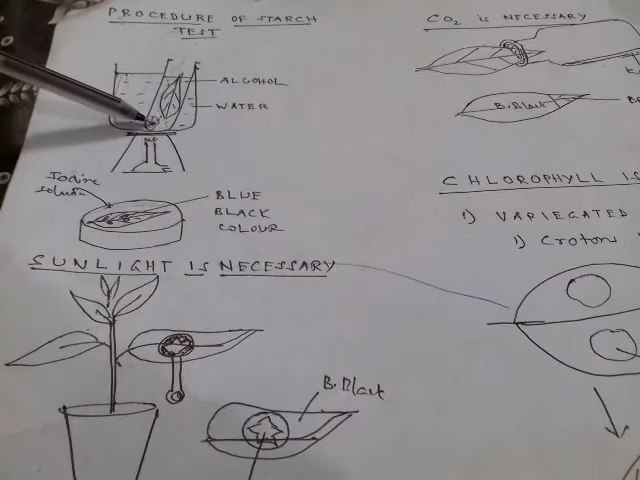 PROCEDURE OF STARCH
TEST
ALCOHOL
WATER
Iodine
solution
BLUE
BLACK
COLOUR
SUNLIGHT IS NECESSARY
B.Black
CO2 is NECESSARY
B.Black
CHLOROPHYLL IS
1) VARIEGATED
1) Croton